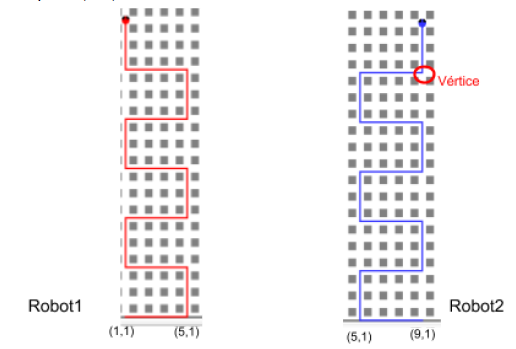 Vértice
Robot1
Robot2
(1,1)
(5,1)
(5,1)
(9,1)